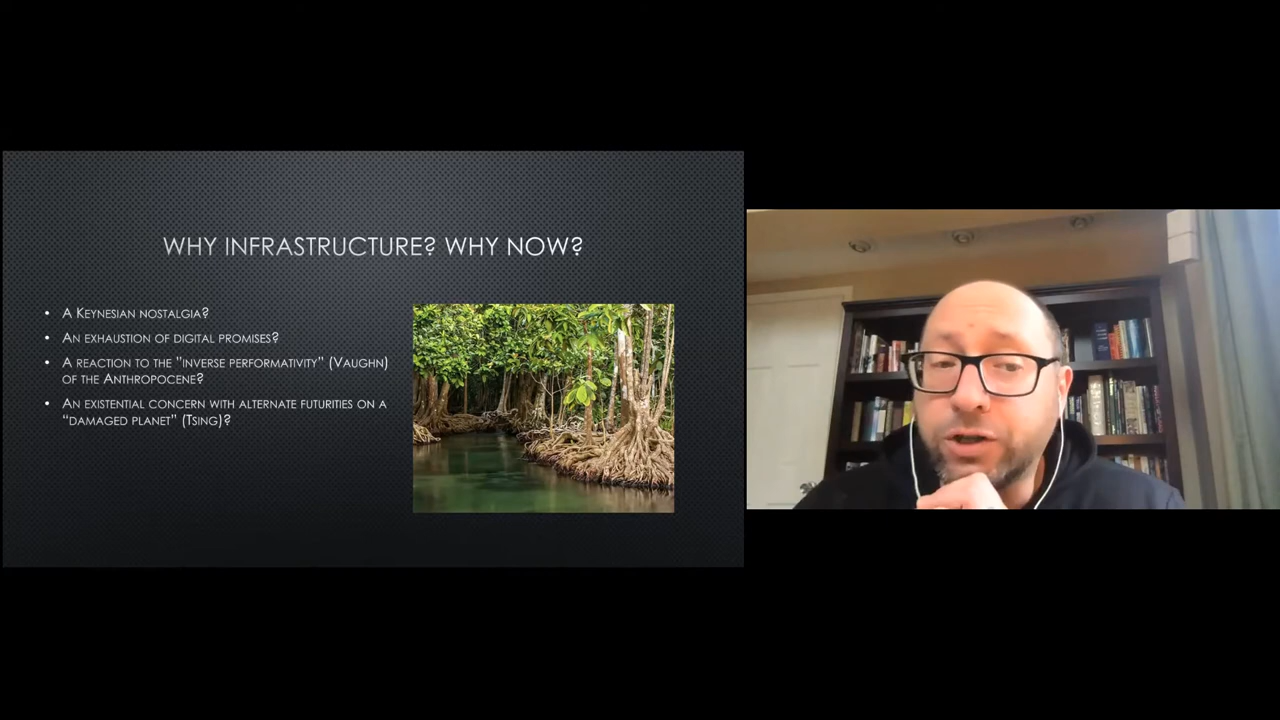 WHY INFRASTRUCTURE? WHY NOW?
• A KEYNESIAN NOSTALGIA?
• AN EXHAUSTION OF DIGITAL PROMISES?
• A REACTION TO THE "INVERSE PERFORMATIVITY" (VAUGHN)
OF THE ANTHROPOCENE?
• AN EXISTENTIAL CONCERN WITH ALTERNATE FUTURITIES ON A
“DAMAGED PLANET” (TSING)?